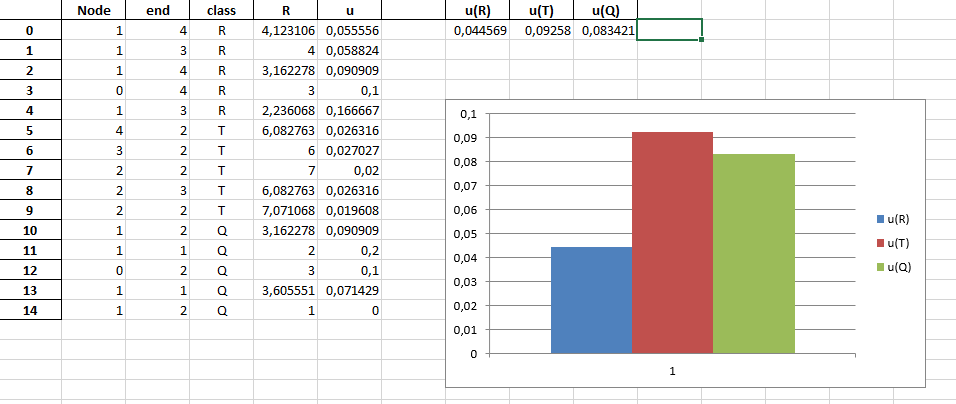 Node end class R u u(R) u(T) u(Q)
0 1 4 R 4,123106 0,055556 0,044569 0,09258 0,083421
1 1 3 R 4 0,058824
2 1 4 R 3,162278 0,090909
3 0 4 R 3 0,1
4 1 3 R 2,236068 0,166667
5 4 2 T 6,082763 0,026316
6 3 2 T 6 0,027027
7 2 2 T 7 0,02
8 2 3 T 6,082763 0,026316
9 2 2 T 7,071068 0,019608
10 1 2 Q 3,162278 0,090909
11 1 1 Q 2 0,2
12 0 2 Q 3 0,1
13 1 1 Q 3,605551 0,071429
14 1 2 Q 1 0
0,1
0,09
0,08
0,07
0,06
0,05
0,04
0,03
0,02
0,01
0
1
u(R)
u(T)
u(Q)